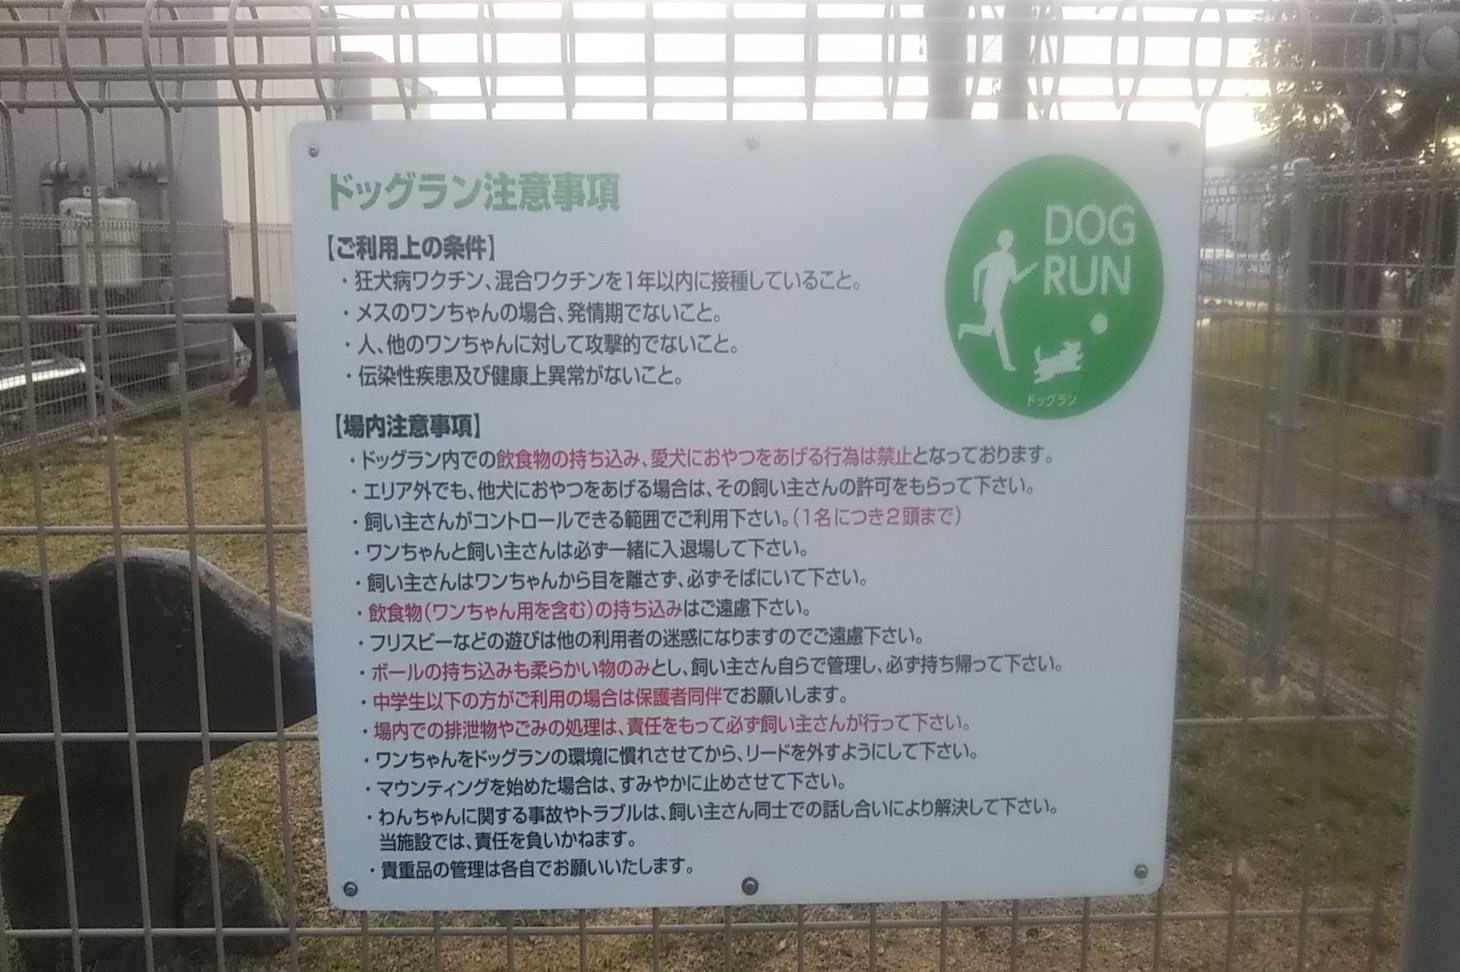 ドッグラン注意事項
【ご利用上の条件】
・狂犬病ワクチン、混合ワクチンを1年以内に接種していること。
・メスのワンちゃんの場合、発情期でないこと。
・人、他のワンちゃんに対して攻撃的でないこと。
・伝染性疾患及び健康上異常がないこと。
DOG
RUN
ドッグラン
【場内注意事項】
・ドッグラン内での飲食物の持ち込み、愛犬におやつをあげる行為は禁止となっております。
・エリア外でも、他犬におやつをあげる場合は、その飼い主さんの許可をもらって下さい。
・飼い主さんがコントロールできる範囲でご利用下さい。(1名につき2頭まで)
・ワンちゃんと飼い主さんは必ず一緒に入退場して下さい。
・飼い主さんはワンちゃんから目を離さず、必ずそばにいて下さい。
・飲食物(ワンちゃん用を含む)の持ち込みはご遠慮下さい。
・フリスビーなどの遊びは他の利用者の迷惑になりますのでご遠慮下さい。
・ボールの持ち込みも柔らかい物のみとし、飼い主さん自らで管理し、必ず持ち帰って下さい。
・中学生以下の方がご利用の場合は保護者同伴でお願いします。
・場内での排泄物やごみの処理は、責任をもって必ず飼い主さんが行って下さい。
・ワンちゃんをドッグランの環境に慣れさせてから、リードを外すようにして下さい。
・マウンティングを始めた場合は、すみやかに止めさせて下さい。
・わんちゃんに関する事故やトラブルは、飼い主さん同士での話し合いにより解決して下さい。
当施設では、責任を負いかねます。
・貴重品の管理は各自でお願いいたします。